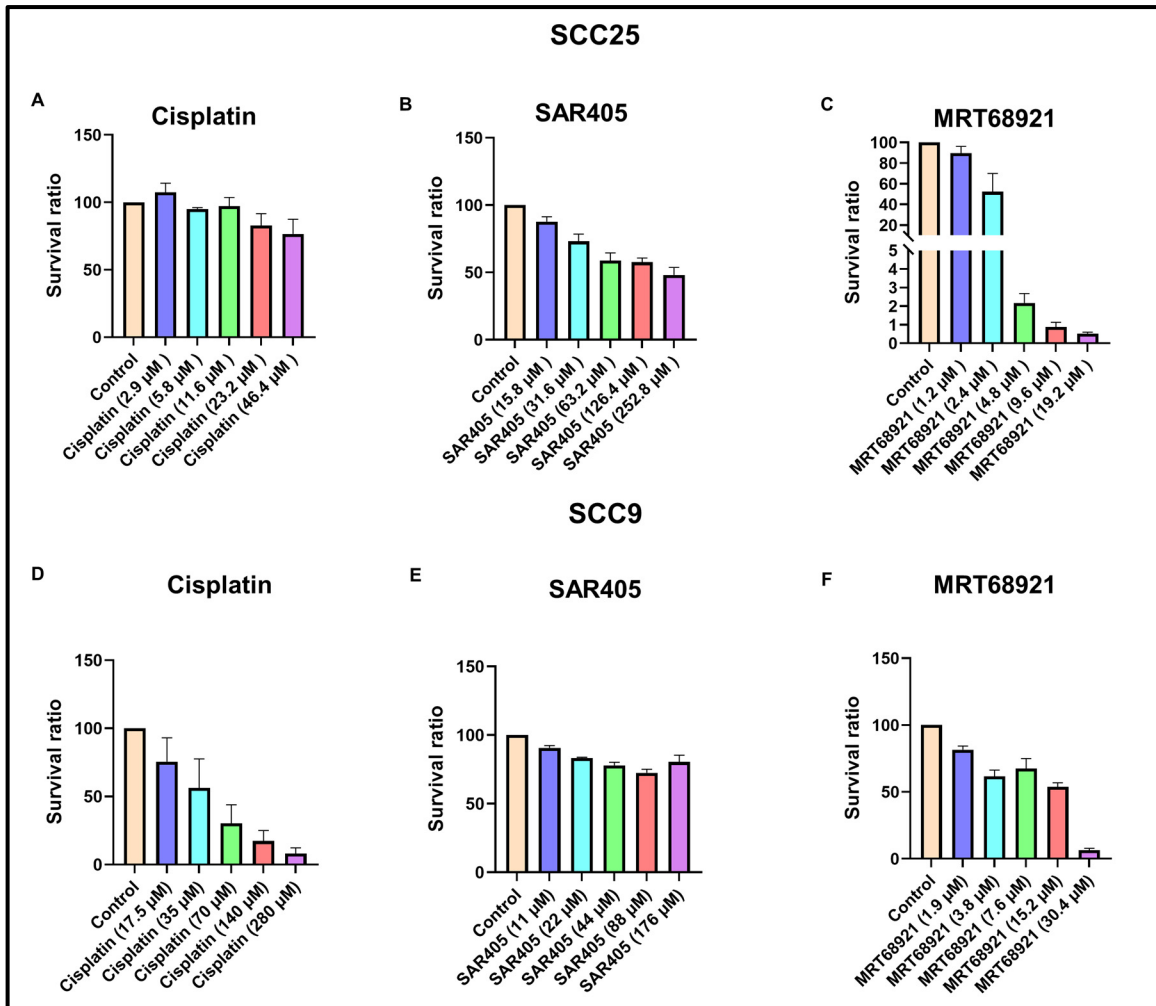 SCC25
A
Cisplatin
Survival ratio
150
100
50
0
Control
Cisplatin (2.9 µM )
Cisplatin (5.8 µM )
Cisplatin (11.6 µM )
Cisplatin (23.2 µM )
Cisplatin (46.4 µM )
B
SAR405
Survival ratio
150
100
50
0
Control
SAR405 (15.8 µM )
SAR405 (31.6 µM )
SAR405 (63.2 µM )
SAR405 (126.4 µM )
SAR405 (252.8 µM )
C
MRT68921
Survival ratio
100
80
60
40
20
5
4
3
2
1
0
Control
MRT68921 (1.2 µM )
MRT68921 (2.4 µM )
MRT68921 (4.8 µM )
MRT68921 (9.6 µM )
MRT68921 (19.2 µM )
SCC9
D
Cisplatin
Survival ratio
150
100
50
0
Control
Cisplatin (17.5 µM)
Cisplatin (35 µM)
Cisplatin (70 µM)
Cisplatin (140 µM)
Cisplatin (280 µM)
E
SAR405
Survival ratio
150
100
50
0
Control
SAR405 (11 µM)
SAR405 (22 µM)
SAR405 (44 µM)
SAR405 (88 µM)
SAR405 (176 µM)
F
MRT68921
Survival ratio
150
100
50
0
Control
MRT68921 (1.9 µM)
MRT68921 (3.8 µM)
MRT68921 (7.6 µM)
MRT68921 (15.2 µM)
MRT68921 (30.4 µM)